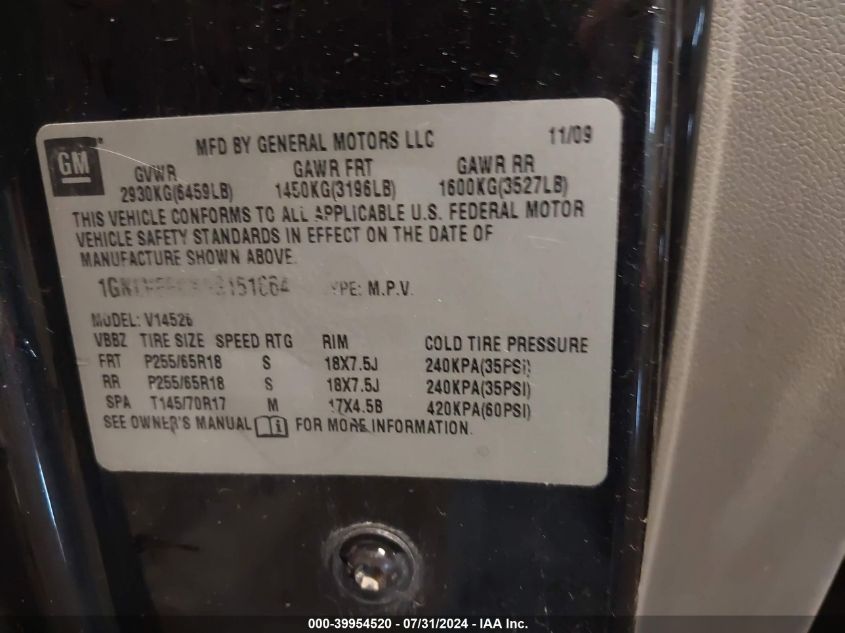 MFD BY GENERAL MOTORS LLC 11/09
GM
GVWR GAWR FRT GAWR RR
2930KG(6459LB) 1450KG(3196LB) 1600KG(3527LB)
THIS VEHICLE CONFORMS TO ALL APPLICABLE U.S. FEDERAL MOTOR
VEHICLE SAFETY STANDARDS IN EFFECT ON THE DATE OF
MANUFACTURE SHOWN ABOVE.
TYPE: M.P.V.
MODEL: V14526
VBBZ TIRE SIZE SPEED RTG RIM COLD TIRE PRESSURE
FRT P255/65R18 S 18X7.5J 240KPA(35PSI)
RR P255/65R18 S 18X7.5J 240KPA(35PSI)
SPA T145/70R17 M 17X4.5B 420KPA(60PSI)
SEE OWNER'S MANUAL FOR MORE INFORMATION.
000-39954520 - 07/31/2024 - IAA Inc.